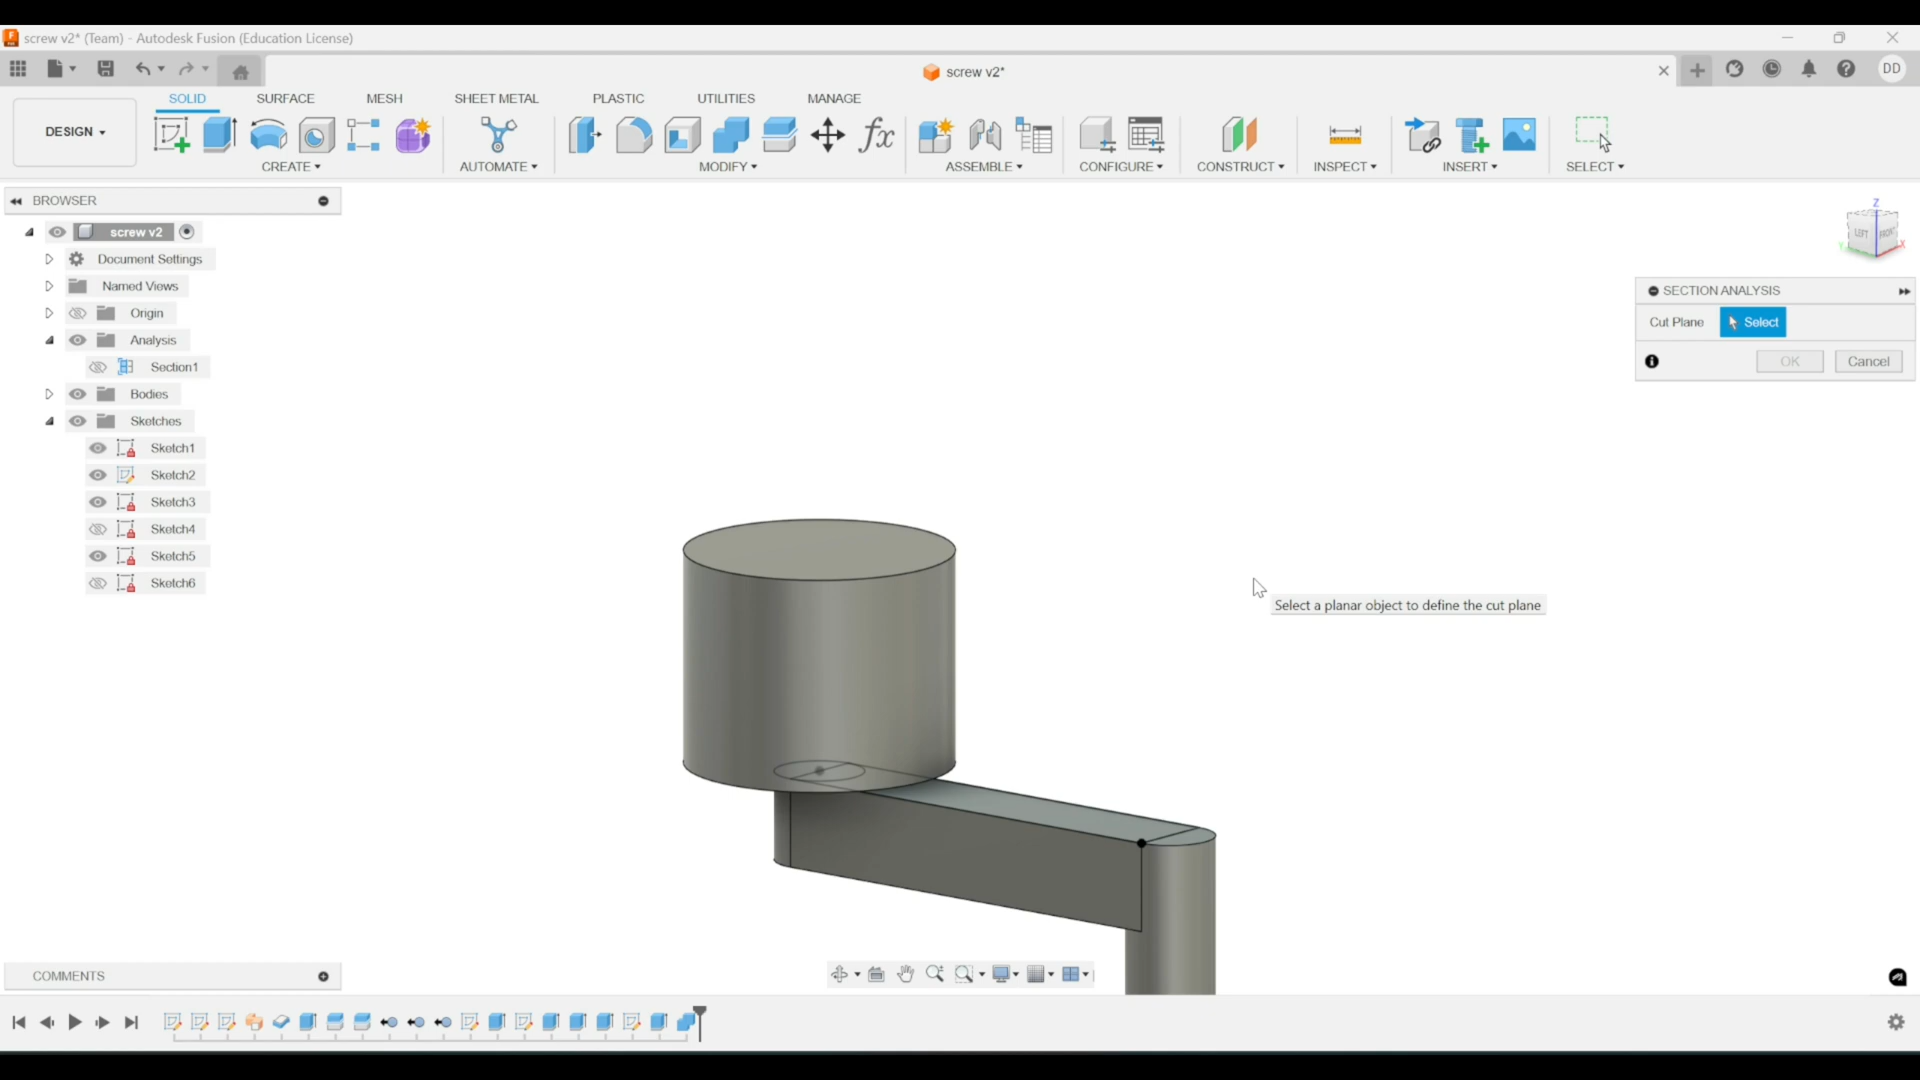 screw v2* (Team) - Autodesk Fusion (Education License)
screw v2*
DD
DESIGN
SOLID
SURFACE
MESH
SHEET METAL
PLASTIC
UTILITIES
MANAGE
CREATE
AUTOMATE
MODIFY
ASSEMBLE
CONFIGURE
CONSTRUCT
INSPECT
INSERT
SELECT
BROWSER
screw v2
Document Settings
Named Views
Origin
Analysis
Section1
Bodies
Sketches
Sketch1
Sketch2
Sketch3
Sketch4
Sketch5
Sketch6
Z
LEFT
FRONT
Y
X
SECTION ANALYSIS
Cut Plane
Select
OK
Cancel
Select a planar object to define the cut plane
COMMENTS